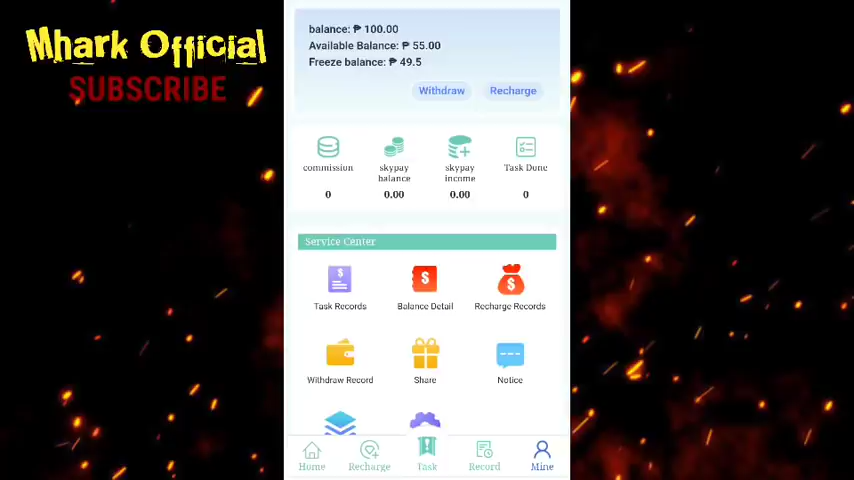 Mhark Official
SUBSCRIBE
balance: ₱ 100.00
Available Balance: ₱ 55.00
Freeze balance: ₱ 49.5
Withdraw
Recharge
commission
skypay balance
skypay income
Task Done
0
0.00
0.00
0
Service Center
Task Records
Balance Detail
Recharge Records
Withdraw Record
Share
Notice
Home
Recharge
Task
Record
Mine